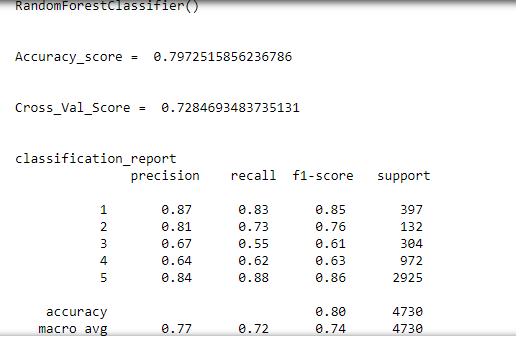 RandomForestClassifier()
Accuracy_score = 0.7972515856236786
Cross_Val_Score = 0.7284693483735131
classification_report
precision recall f1-score support
1 0.87 0.83 0.85 397
2 0.81 0.73 0.76 132
3 0.67 0.55 0.61 304
4 0.64 0.62 0.63 972
5 0.84 0.88 0.86 2925
accuracy 0.80 4730
macro avg 0.77 0.72 0.74 4730